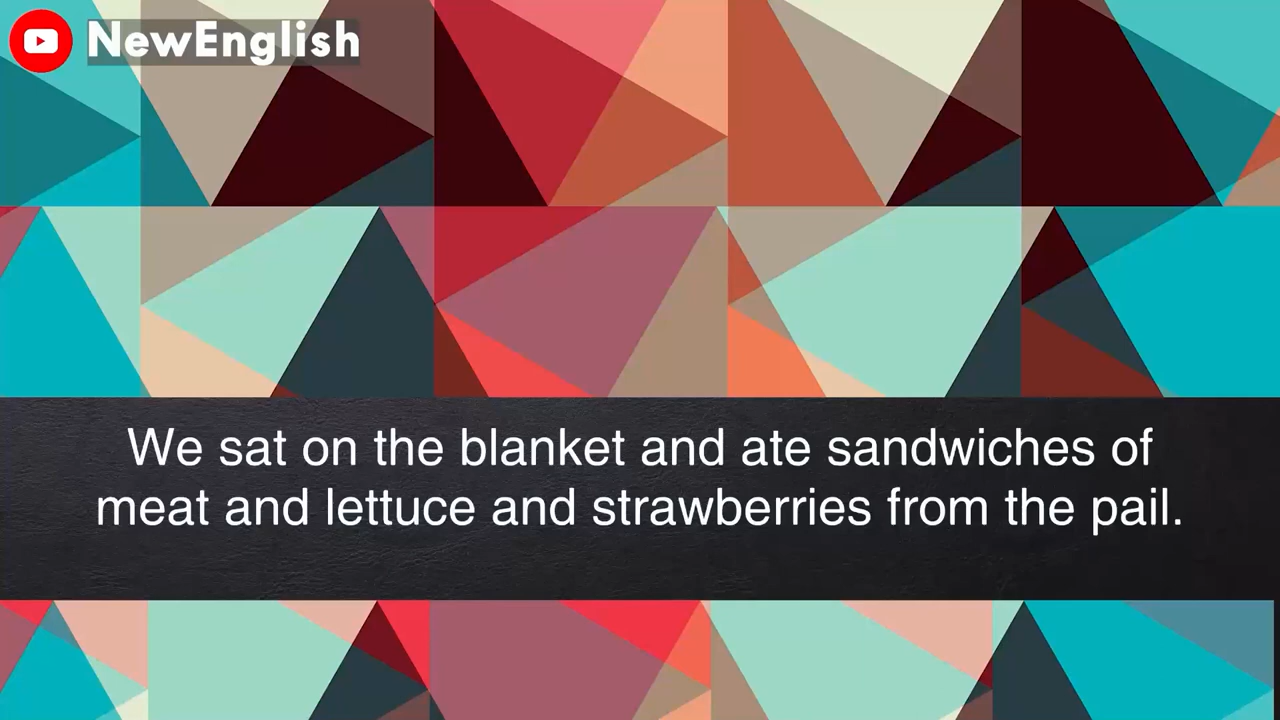 NewEnglish
We sat on the blanket and ate sandwiches of
meat and lettuce and strawberries from the pail.